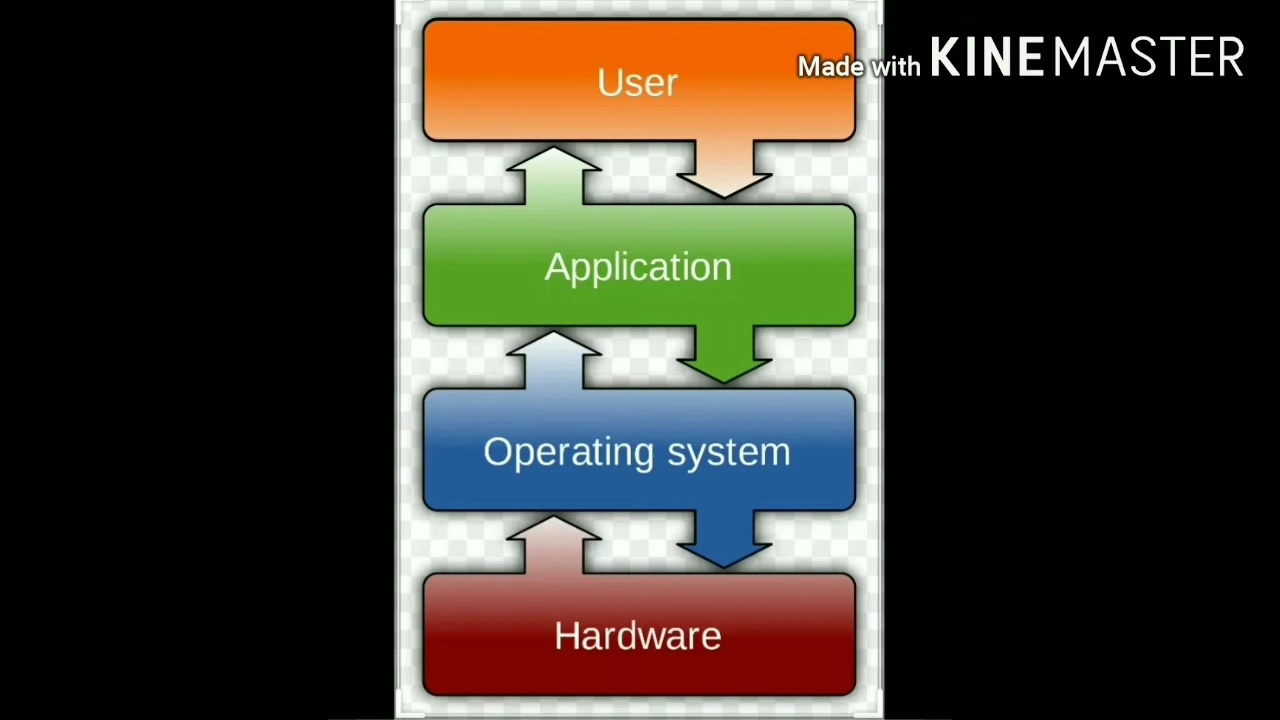 Made with KINEMASTER
User
Application
Operating system
Hardware